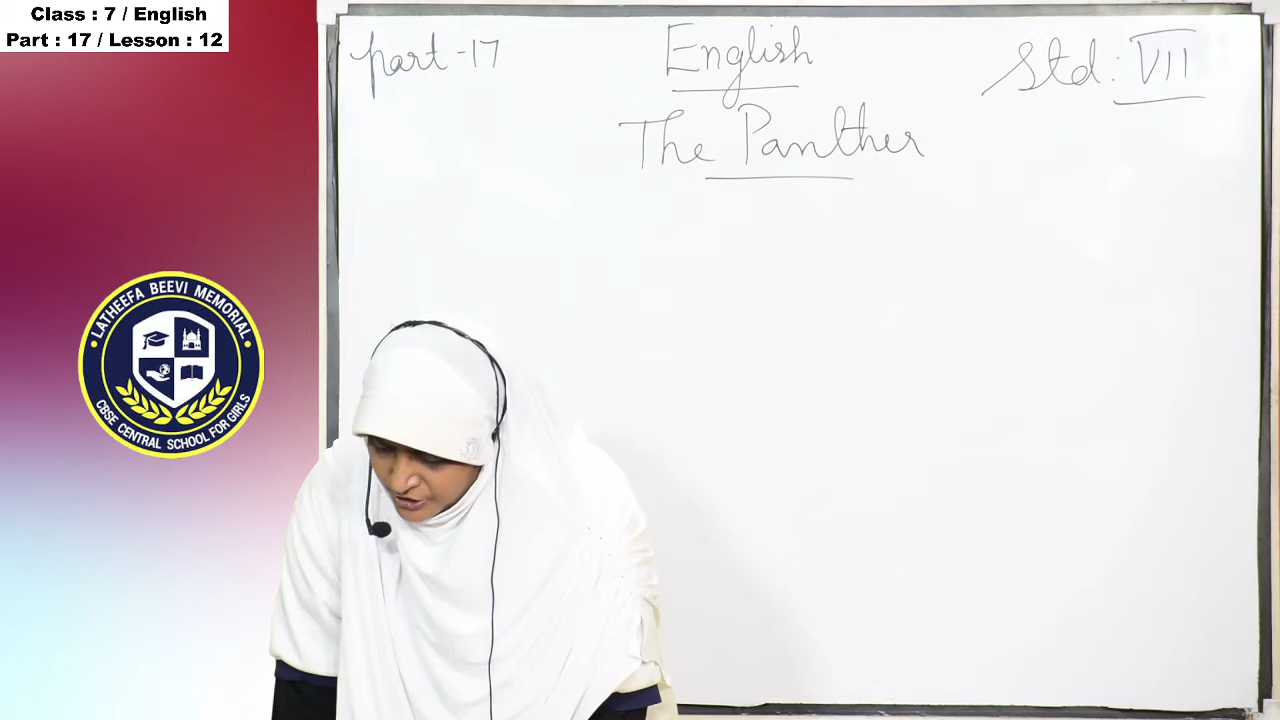 Class : 7 / English
Part : 17 / Lesson : 12
part - 17
English
Std: VII
The Panther
LATHEEFA BEEVI MEMORIAL
CBSE CENTRAL SCHOOL FOR GIRLS